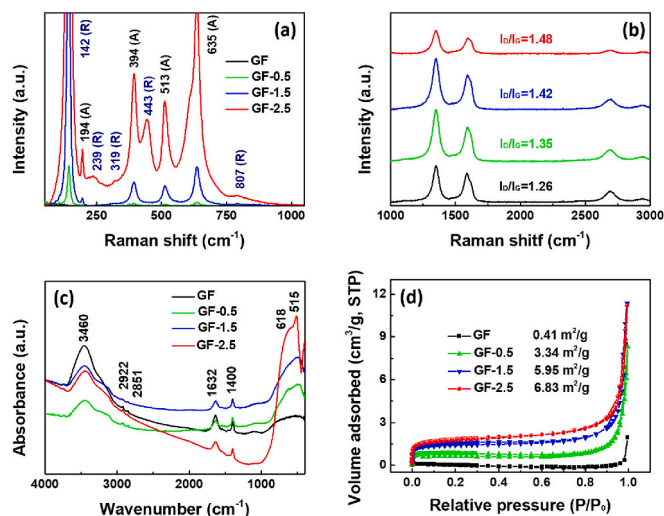 (a)
142 (R)
194 (A)
239 (R)
319 (R)
394 (A)
443 (R)
513 (A)
635 (A)
807 (R)
GF
GF-0.5
GF-1.5
GF-2.5
Intensity (a.u.)
250
500
750
1000
Raman shift (cm⁻¹)
(b)
I_D/I_G=1.48
I_D/I_G=1.42
I_D/I_G=1.35
I_D/I_G=1.26
Intensity (a.u.)
1000
1500
2000
2500
3000
Raman shitf (cm⁻¹)
(c)
GF
GF-0.5
GF-1.5
GF-2.5
3460
2922
2851
1632
1400
618
515
Absorbance (a.u.)
4000
3000
2000
1000
Wavenumber (cm⁻¹)
(d)
GF 0.41 m²/g
GF-0.5 3.34 m²/g
GF-1.5 5.95 m²/g
GF-2.5 6.83 m²/g
Volume adsorbed (cm³/g, STP)
12
9
6
3
0
0.0
0.2
0.4
0.6
0.8
1.0
Relative pressure (P/P₀)